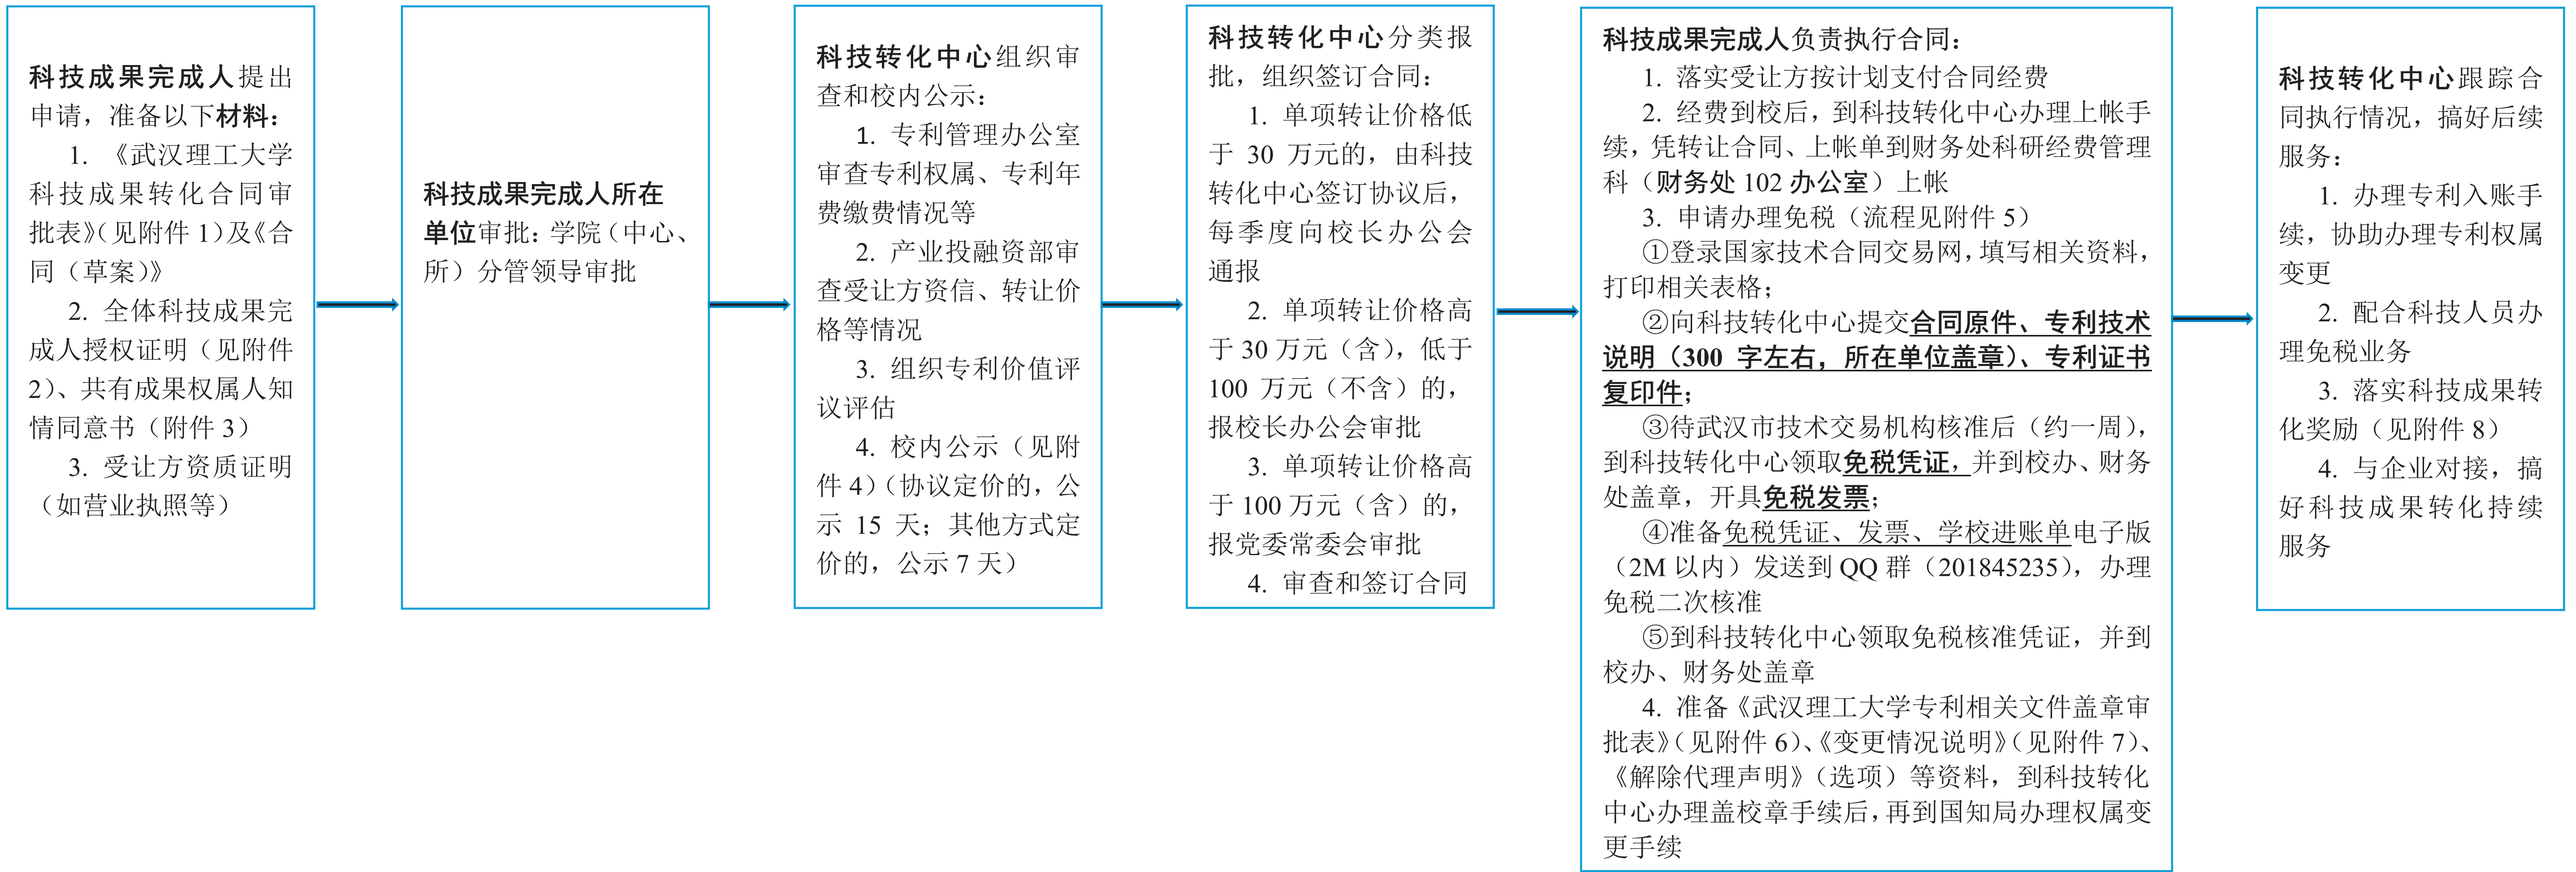 科技成果完成人提出
申请，准备以下材料：
1. 《武汉理工大学
科技成果转化合同审
批表》（见附件 1）及《合
同（草案）》
2. 全体科技成果完
成人授权证明（见附件
2）、共有成果权属人知
情同意书（附件 3）
3. 受让方资质证明
（如营业执照等）
科技成果完成人所在
单位审批：学院（中心、
所）分管领导审批
科技转化中心组织审
查和校内公示：
1. 专利管理办公室
审查专利权属、专利年
费缴费情况等
2. 产业投融资部审
查受让方资信、转让价
格等情况
3. 组织专利价值评
议评估
4. 校内公示（见附
件 4）（协议定价的，公
示 15 天；其他方式定
价的，公示 7 天）
科技转化中心分类报
批，组织签订合同：
1. 单项转让价格低
于 30 万元的，由科技
转化中心签订协议后，
每季度向校长办公会
通报
2. 单项转让价格高
于 30 万元（含），低于
100 万元（不含）的，
报校长办公会审批
3. 单项转让价格高
于 100 万元（含）的，
报党委常委会审批
4. 审查和签订合同
科技成果完成人负责执行合同：
1. 落实受让方按计划支付合同经费
2. 经费到校后，到科技转化中心办理上帐手
续，凭转让合同、上帐单到财务处科研经费管理
科（财务处 102 办公室）上帐
3. 申请办理免税（流程见附件 5）
①登录国家技术合同交易网，填写相关资料，
打印相关表格；
②向科技转化中心提交合同原件、专利技术
说明（300 字左右，所在单位盖章）、专利证书
复印件；
③待武汉市技术交易机构核准后（约一周），
到科技转化中心领取免税凭证，并到校办、财务
处盖章，开具免税发票；
④准备免税凭证、发票、学校进账单电子版
（2M 以内）发送到 QQ 群（201845235），办理
免税二次核准
⑤到科技转化中心领取免税核准凭证，并到
校办、财务处盖章
4. 准备《武汉理工大学专利相关文件盖章审
批表》（见附件 6）、《变更情况说明》（见附件 7）、
《解除代理声明》（选项）等资料，到科技转化
中心办理盖校章手续后，再到国知局办理权属变
更手续
科技转化中心跟踪合
同执行情况，搞好后续
服务：
1. 办理专利入账手
续，协助办理专利权属
变更
2. 配合科技人员办
理免税业务
3. 落实科技成果转
化奖励（见附件 8）
4. 与企业对接，搞
好科技成果转化持续
服务